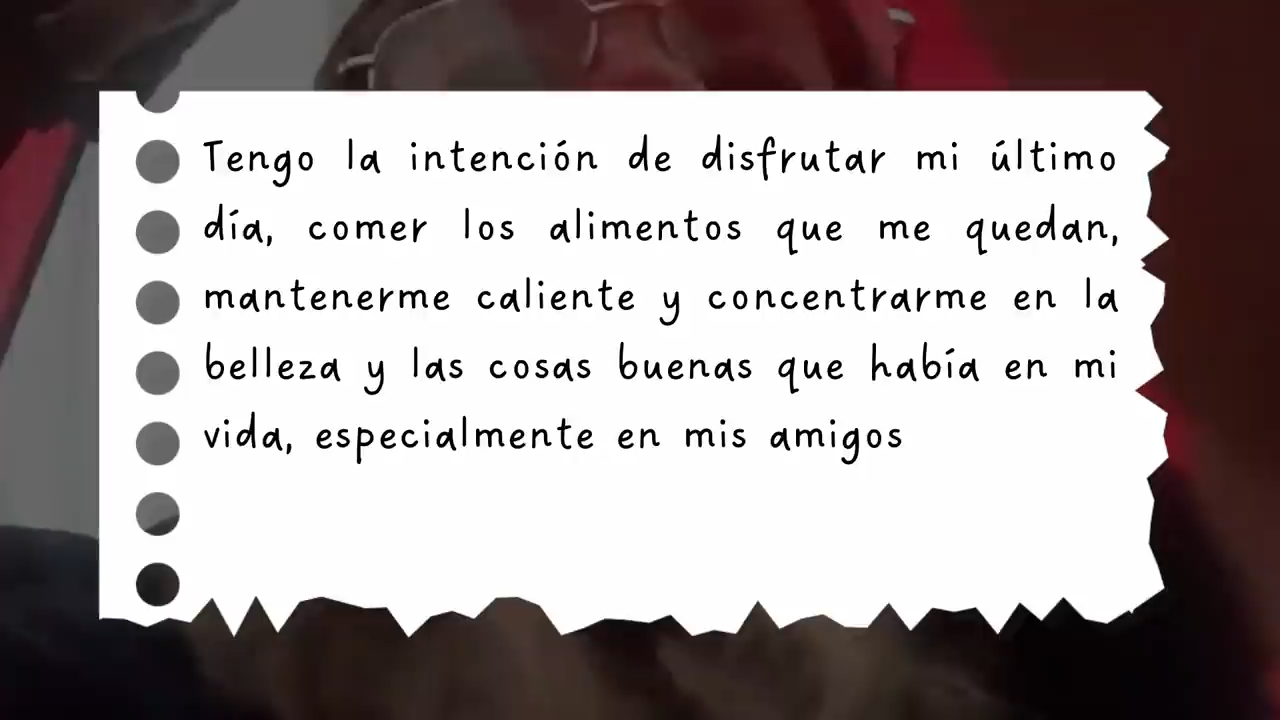 Tengo la intención de disfrutar mi último
día, comer los alimentos que me quedan,
mantenerme caliente y concentrarme en la
belleza y las cosas buenas que había en mi
vida, especialmente en mis amigos